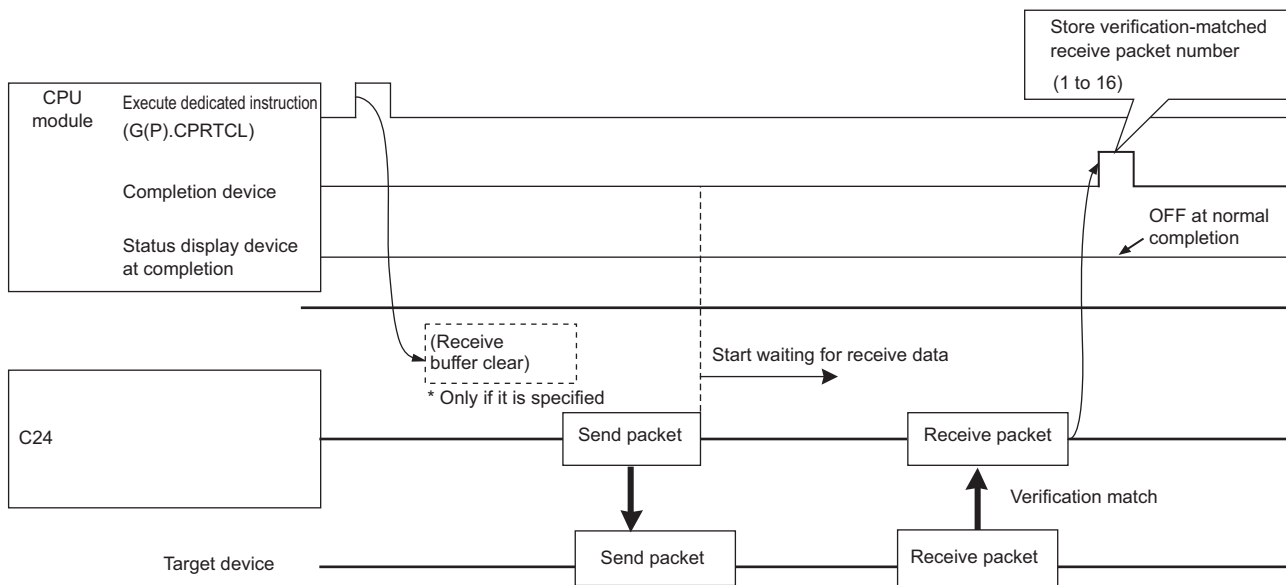 Store verification-matched
receive packet number
(1 to 16)
CPU
module
Execute dedicated instruction
(G(P).CPRTCL)
Completion device
OFF at normal
completion
Status display device
at completion
(Receive
buffer clear)
* Only if it is specified
Start waiting for receive data
C24
Send packet
Receive packet
Verification match
Target device
Send packet
Receive packet